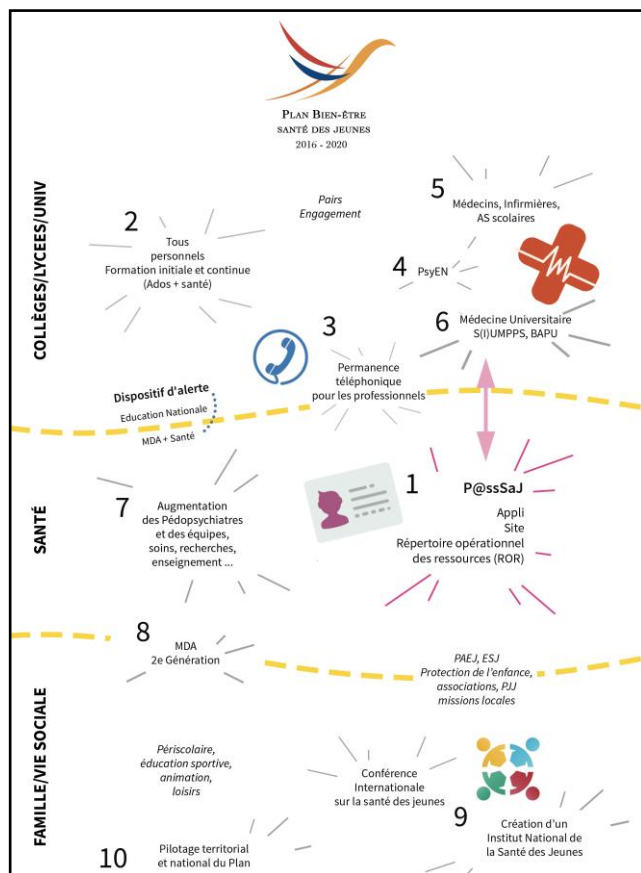 PLAN BIEN-ÊTRE
SANTÉ DES JEUNES
2016 - 2020
COLLÈGES/LYCEES/UNIV
Pairs
Engagement
2
Tous
personnels
Formation initiale et continue
(Ados + santé)
5
Médecins, Infirmières,
AS scolaires
4
PsyEN
6
Médecine Universitaire
S(I)UMPPS, BAPU
3
Permanence
téléphonique
pour les professionnels
Dispositif d'alerte
Education Nationale
MDA + Santé
SANTÉ
1
P@ssSaJ
Appli
Site
Répertoire opérationnel
des ressources (ROR)
7
Augmentation
des Pédopsychiatres
et des équipes,
soins, recherches,
enseignement ...
8
MDA
2e Génération
PAEJ, ESJ
Protection de l'enfance,
associations, PJJ
missions locales
FAMILLE/VIE SOCIALE
Périscolaire,
éducation sportive,
animation,
loisirs
Conférence
Internationale
sur la santé des jeunes
9
Création d'un
Institut National de
la Santé des Jeunes
10
Pilotage territorial
et national du Plan